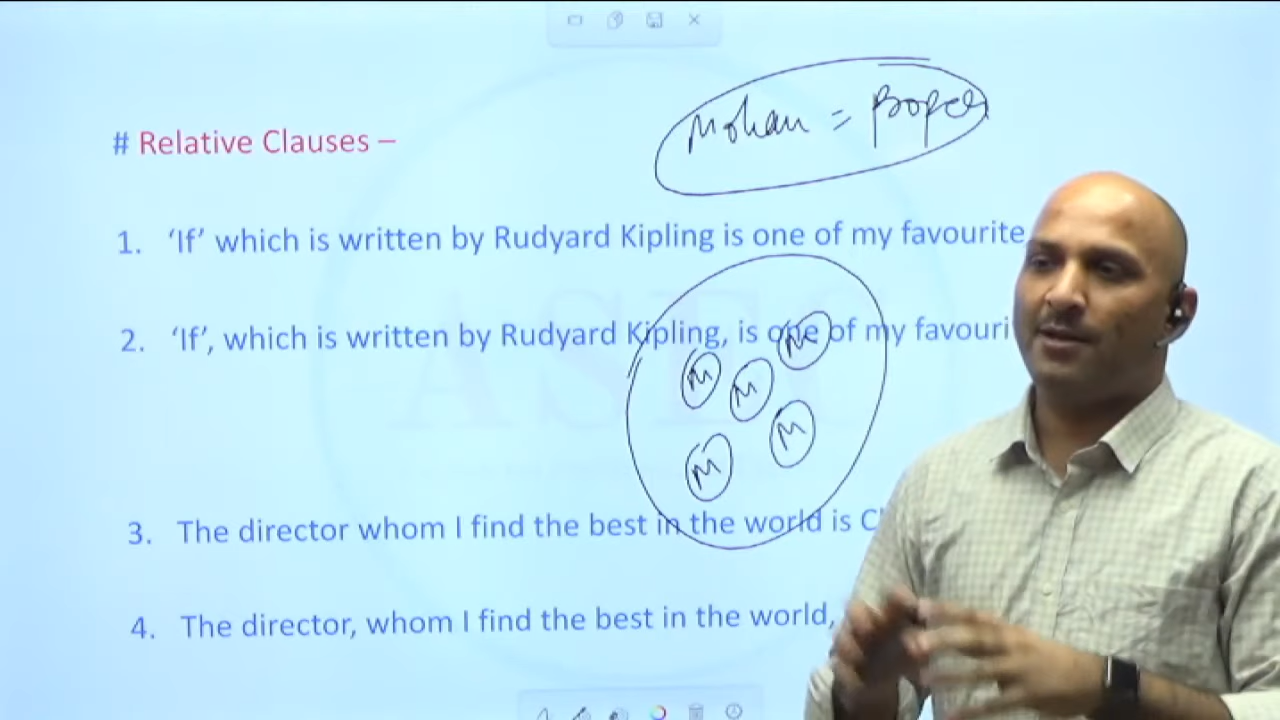 Mohan =
# Relative Clauses –
1. ‘If’ which is written by Rudyard Kipling is one of my favourite
2. ‘If’, which is written by Rudyard Kipling, is one of my favouri
M
M M
M
M
3. The director whom I find the best in the world is C
4. The director, whom I find the best in the world,